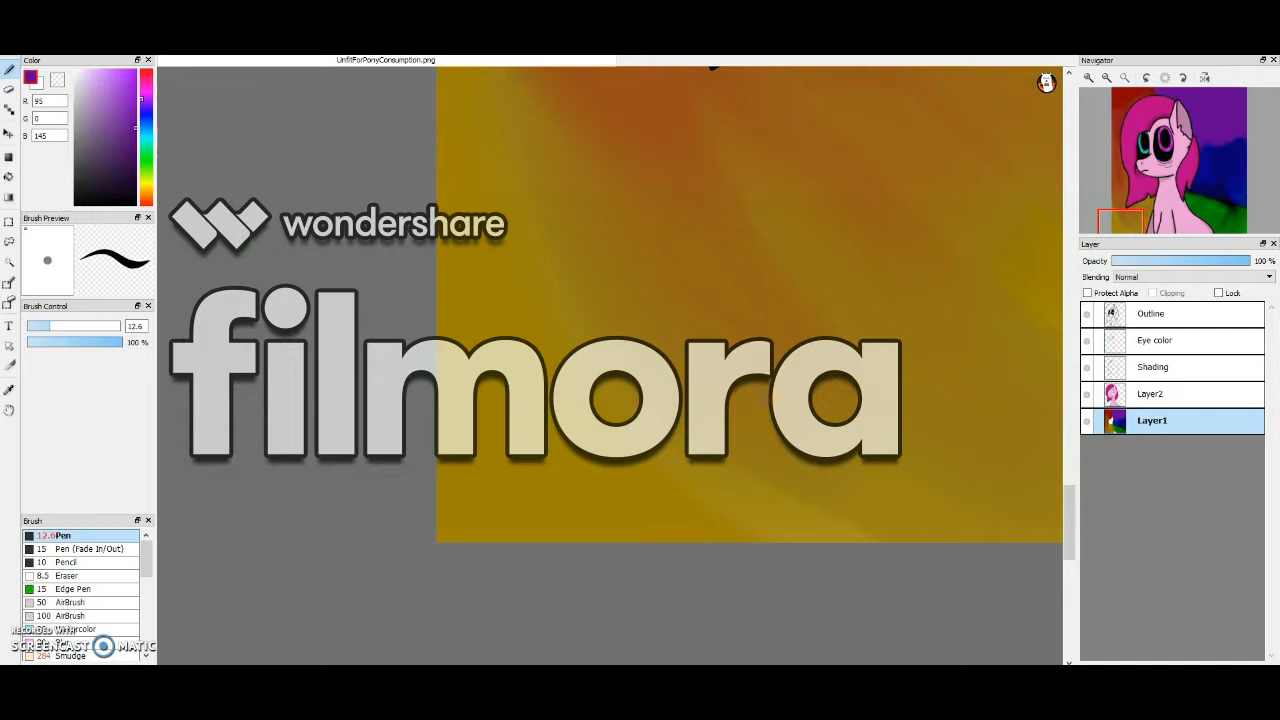 Color
UnfitForPonyConsumption.png
Navigator
R 95
G 0
B 145
Brush Preview
wondershare
filmora
Layer
Opacity 100 %
Blending Normal
Protect Alpha Clipping Lock
Outline
Eye color
Shading
Layer2
Layer1
Brush Control
12.6
100 %
Brush
12.6 Pen
15 Pen (Fade In/Out)
10 Pencil
8.5 Eraser
15 Edge Pen
50 AirBrush
100 AirBrush
RECORDED WITH
SCREENCAST MATIC
284 Smudge